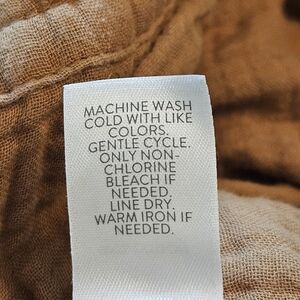 MACHINE WASH
COLD WITH LIKE
COLORS.
GENTLE CYCLE.
ONLY NON-
CHLORINE
BLEACH IF
NEEDED.
LINE DRY.
WARM IRON IF
NEEDED.